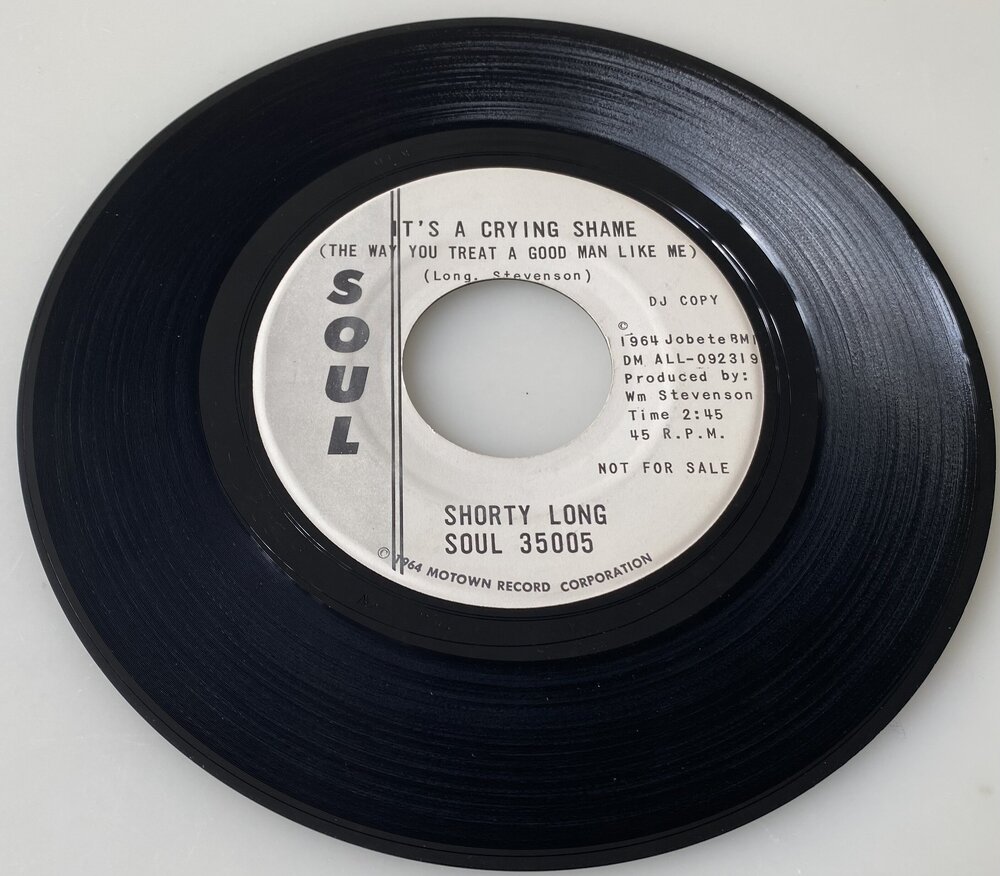 IT'S A CRYING SHAME
(THE WAY YOU TREAT A GOOD MAN LIKE ME)
(Long, Stevenson)
SOUL
DJ COPY
©
1964 Jobete BMI
DM ALL-092319
Produced by:
Wm Stevenson
Time 2:45
45 R.P.M.
NOT FOR SALE
SHORTY LONG
SOUL 35005
© 1964 MOTOWN RECORD CORPORATION